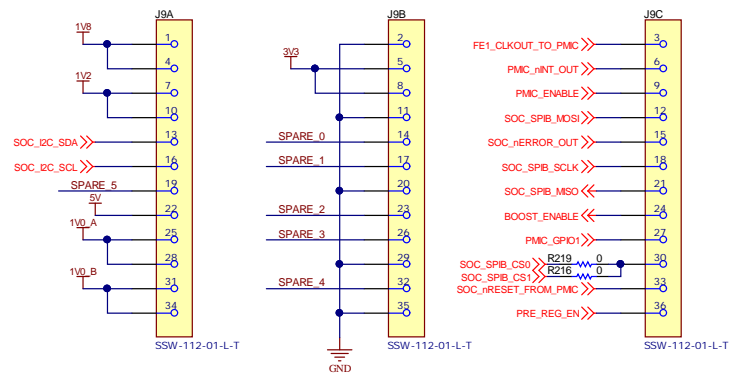 J9A
1V8
1
4
1V2
7
10
SOC_I2C_SDA
13
SOC_I2C_SCL
16
SPARE_5
19
5V
22
1V0_A
25
28
1V0_B
31
34
SSW-112-01-L-T
J9B
2
3V3
5
8
11
SPARE_0
14
SPARE_1
17
20
SPARE_2
23
SPARE_3
26
29
SPARE_4
32
35
SSW-112-01-L-T
GND
J9C
FE1_CLKOUT_TO_PMIC
3
PMIC_nINT_OUT
6
PMIC_ENABLE
9
SOC_SPIB_MOSI
12
SOC_nERROR_OUT
15
SOC_SPIB_SCLK
18
SOC_SPIB_MISO
21
BOOST_ENABLE
24
PMIC_GPIO1
27
SOC_SPIB_CS0
R219
0
30
SOC_SPIB_CS1
R216
0
SOC_nRESET_FROM_PMIC
33
PRE_REG_EN
36
SSW-112-01-L-T